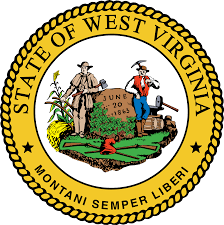 STATE OF WEST VIRGINIA
JUNE
20
1863
MONTANI SEMPER LIBERI